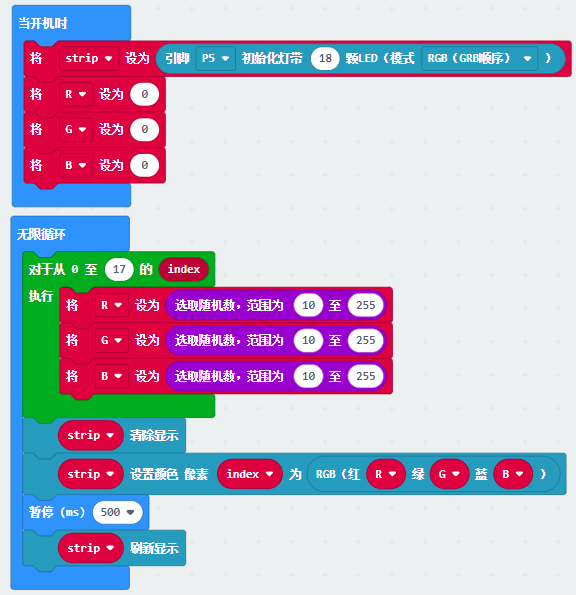 当开机时
将 strip 设为 引脚 P5 初始化灯带 18 颗LED（模式 RGB（GRB顺序） ）
将 R 设为 0
将 G 设为 0
将 B 设为 0
无限循环
对于从 0 至 17 的 index
执行
将 R 设为 选取随机数，范围为 10 至 255
将 G 设为 选取随机数，范围为 10 至 255
将 B 设为 选取随机数，范围为 10 至 255
strip 清除显示
strip 设置颜色 像素 index 为 RGB（红 R 绿 G 蓝 B ）
暂停（ms） 500
strip 刷新显示